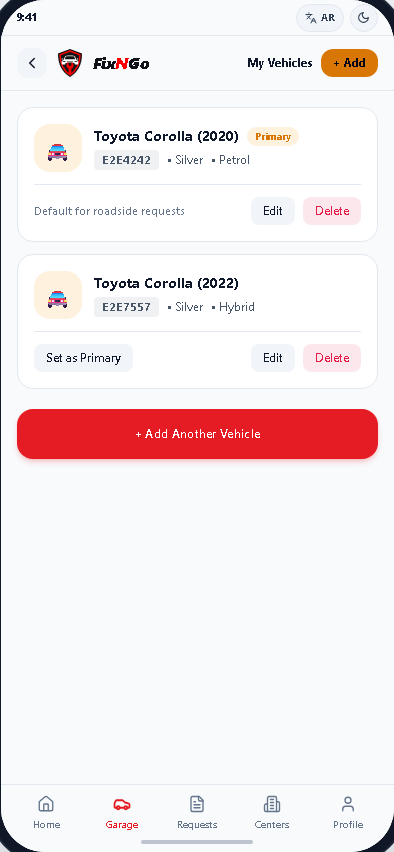 9:41
AR
FixNGo
My Vehicles
+ Add
Toyota Corolla (2020) Primary
E2E4242 • Silver • Petrol
Default for roadside requests
Edit
Delete
Toyota Corolla (2022)
E2E7557 • Silver • Hybrid
Set as Primary
Edit
Delete
+ Add Another Vehicle
Home
Garage
Requests
Centers
Profile